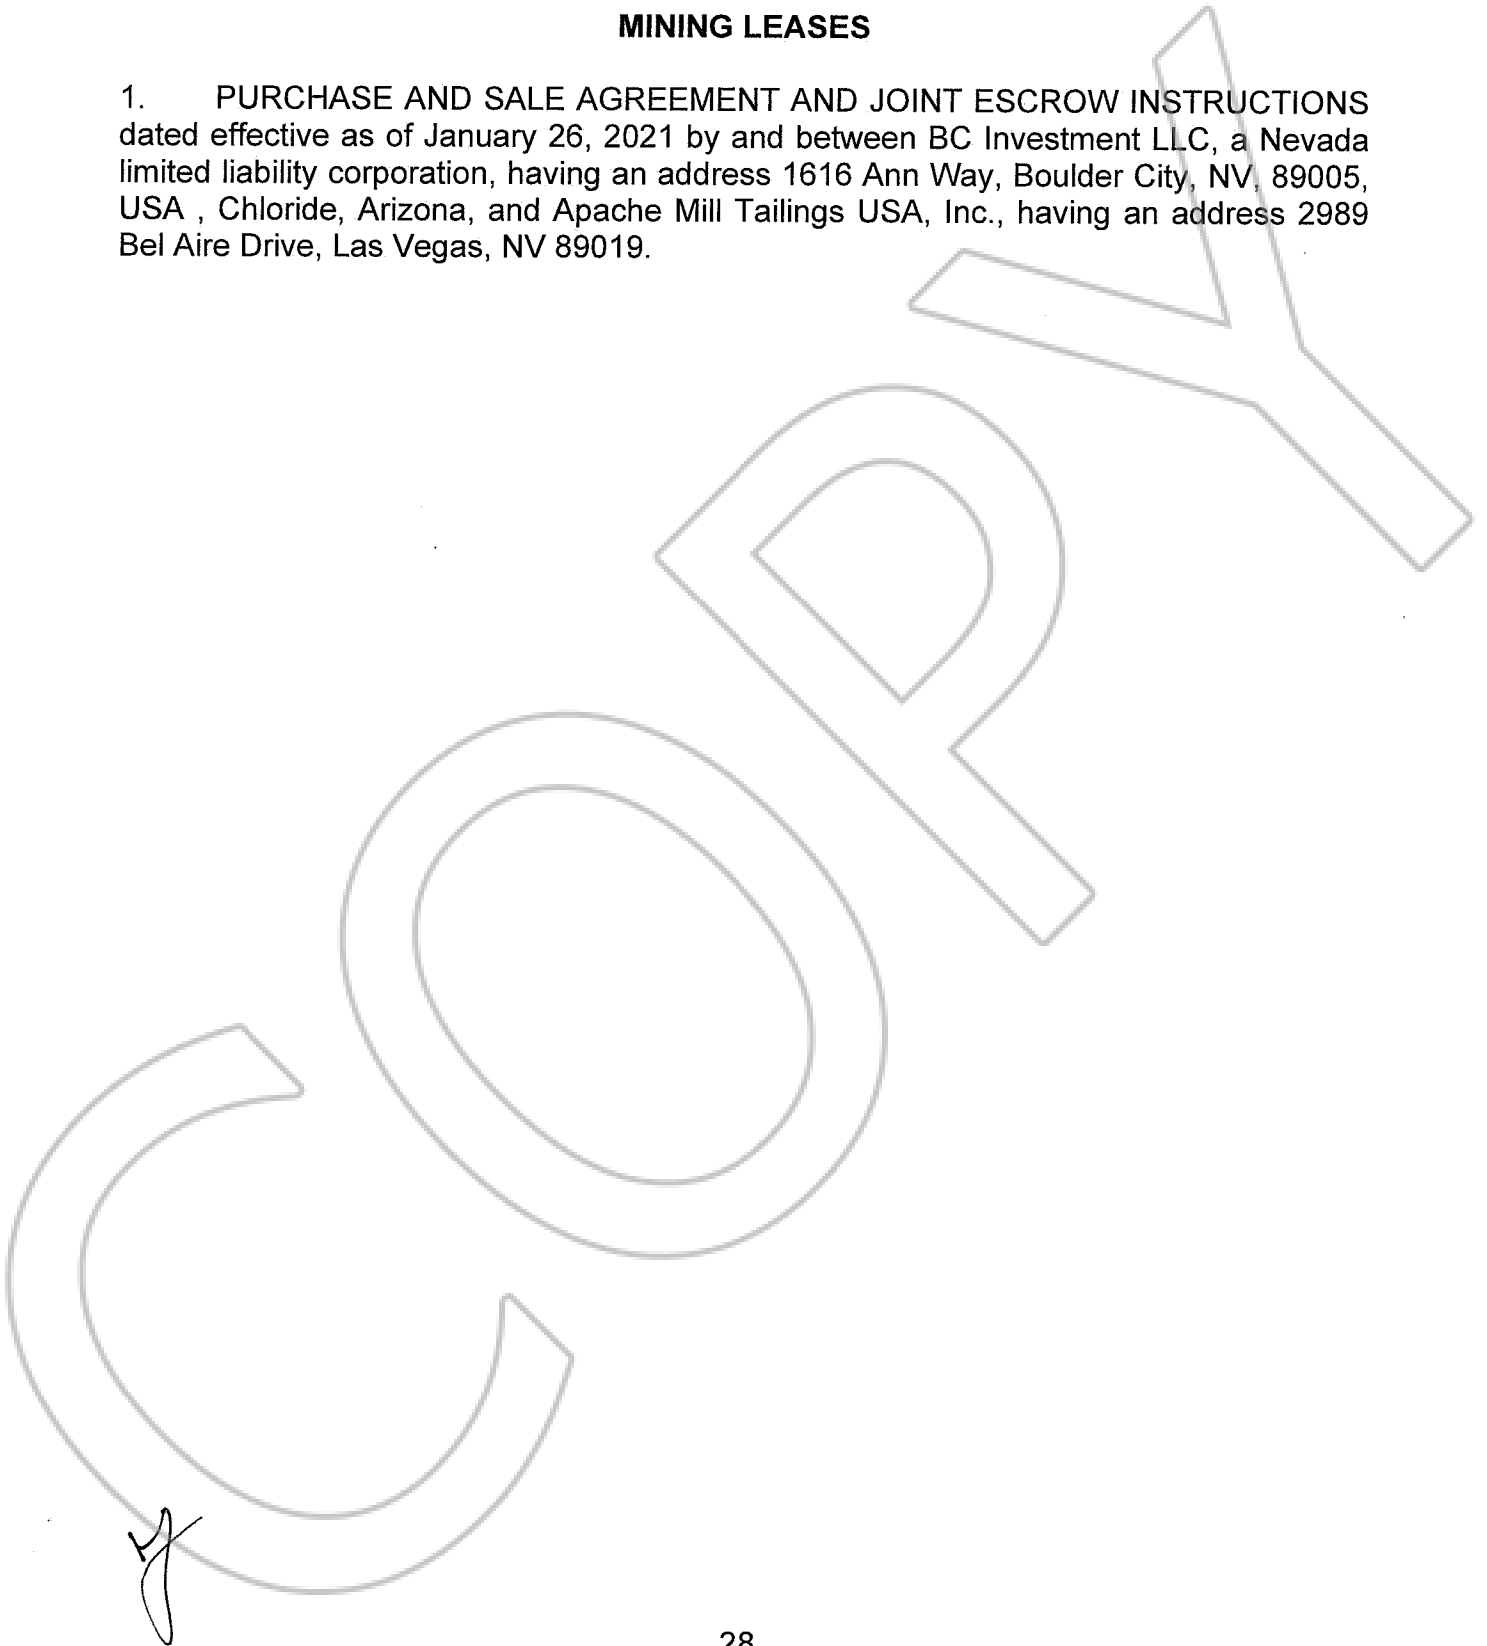 MINING LEASES
1. PURCHASE AND SALE AGREEMENT AND JOINT ESCROW INSTRUCTIONS
dated effective as of January 26, 2021 by and between BC Investment LLC, a Nevada
limited liability corporation, having an address 1616 Ann Way, Boulder City, NV, 89005,
USA , Chloride, Arizona, and Apache Mill Tailings USA, Inc., having an address 2989
Bel Aire Drive, Las Vegas, NV 89019.
COPY
28